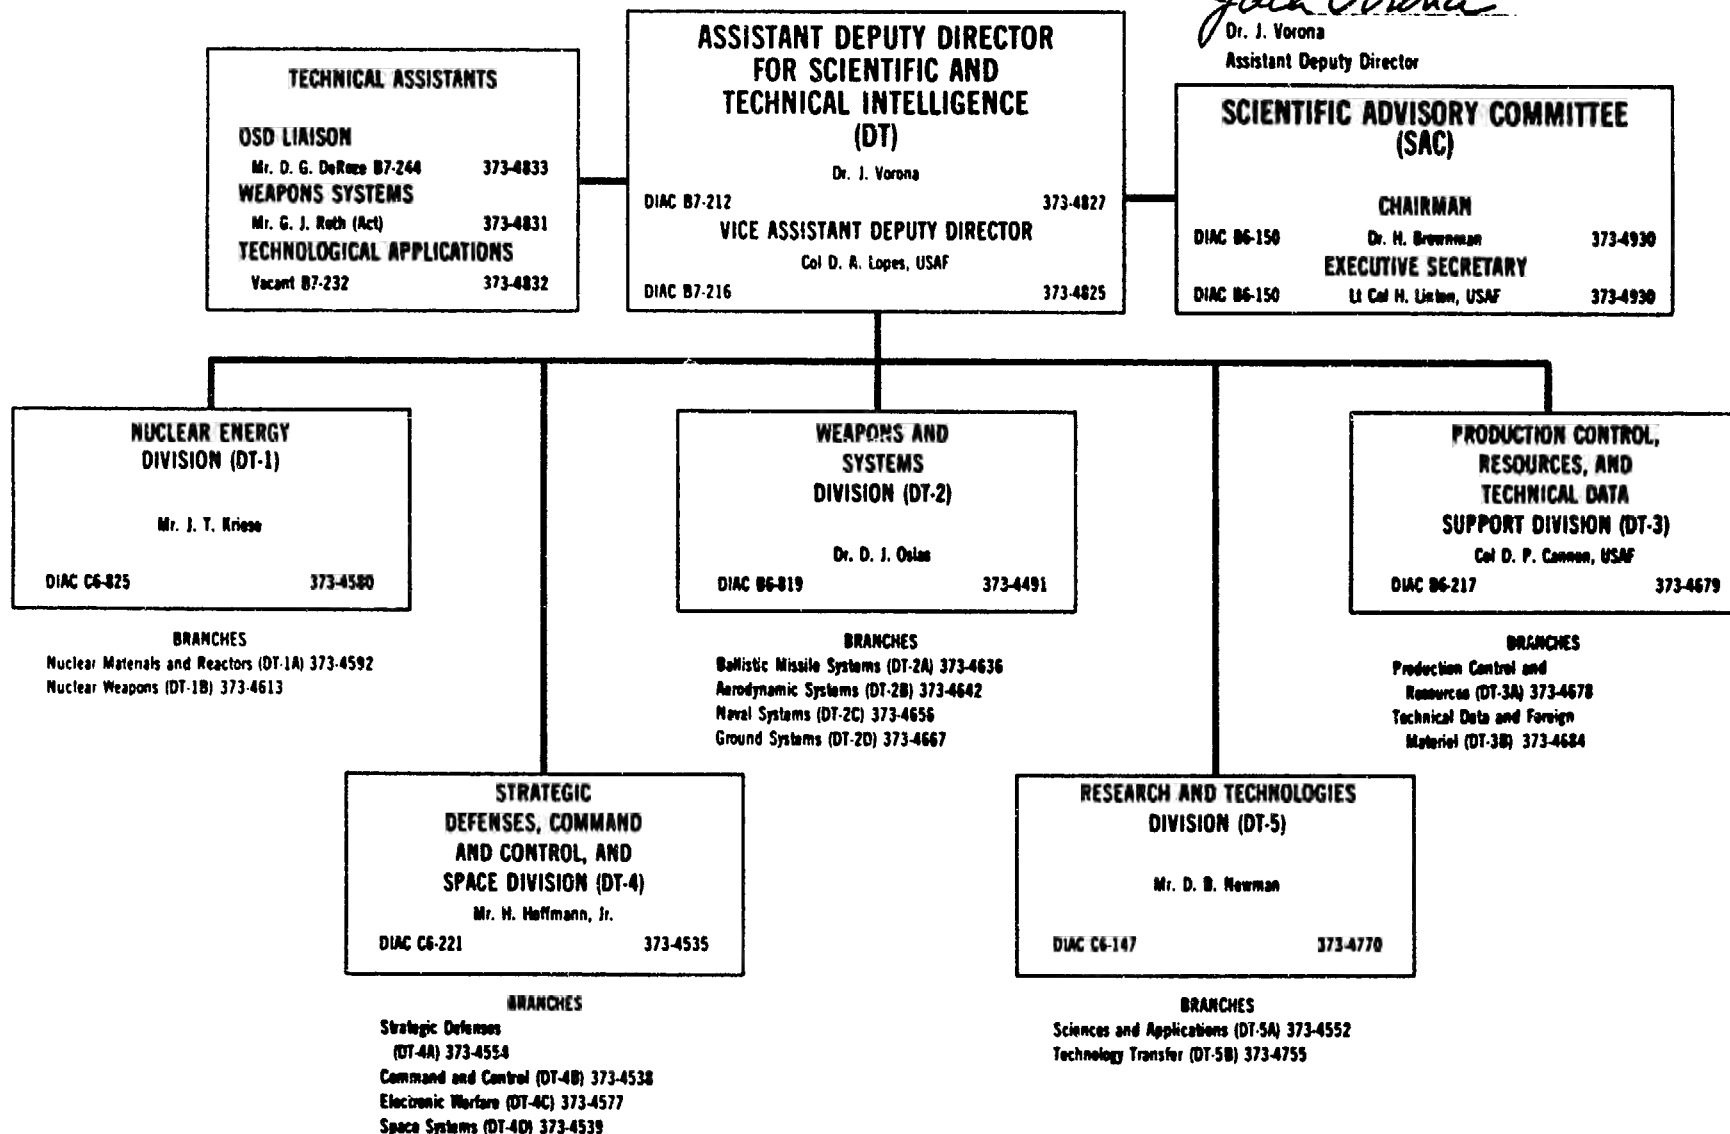 Jack Vorona
Dr. J. Vorona
Assistant Deputy Director
TECHNICAL ASSISTANTS
OSD LIAISON
Mr. D. G. DeRoze B7-244 373-4833
WEAPONS SYSTEMS
Mr. G. J. Roth (Act) 373-4831
TECHNOLOGICAL APPLICATIONS
Vacant B7-232 373-4832
ASSISTANT DEPUTY DIRECTOR
FOR SCIENTIFIC AND
TECHNICAL INTELLIGENCE
(DT)
Dr. J. Vorona
DIAC B7-212 373-4827
VICE ASSISTANT DEPUTY DIRECTOR
Col D. A. Lopes, USAF
DIAC B7-216 373-4825
SCIENTIFIC ADVISORY COMMITTEE
(SAC)
CHAIRMAN
DIAC B6-150 Dr. H. Brownman 373-4930
EXECUTIVE SECRETARY
DIAC B6-150 Lt Col H. Liston, USAF 373-4930
NUCLEAR ENERGY
DIVISION (DT-1)
Mr. J. T. Kriese
DIAC C6-825 373-4580
BRANCHES
Nuclear Materials and Reactors (DT-1A) 373-4592
Nuclear Weapons (DT-1B) 373-4613
WEAPONS AND
SYSTEMS
DIVISION (DT-2)
Dr. D. J. Osias
DIAC B6-819 373-4491
BRANCHES
Ballistic Missile Systems (DT-2A) 373-4636
Aerodynamic Systems (DT-2B) 373-4642
Naval Systems (DT-2C) 373-4656
Ground Systems (DT-2D) 373-4667
PRODUCTION CONTROL,
RESOURCES, AND
TECHNICAL DATA
SUPPORT DIVISION (DT-3)
Col D. P. Cannon, USAF
DIAC B6-217 373-4679
BRANCHES
Production Control and
Resources (DT-3A) 373-4678
Technical Data and Foreign
Materiel (DT-3B) 373-4684
STRATEGIC
DEFENSES, COMMAND
AND CONTROL, AND
SPACE DIVISION (DT-4)
Mr. H. Hoffmann, Jr.
DIAC C6-221 373-4535
BRANCHES
Strategic Defenses
(DT-4A) 373-4554
Command and Control (DT-4B) 373-4538
Electronic Warfare (DT-4C) 373-4577
Space Systems (DT-4D) 373-4539
RESEARCH AND TECHNOLOGIES
DIVISION (DT-5)
Mr. D. B. Newman
DIAC C6-147 373-4770
BRANCHES
Sciences and Applications (DT-5A) 373-4552
Technology Transfer (DT-5B) 373-4755